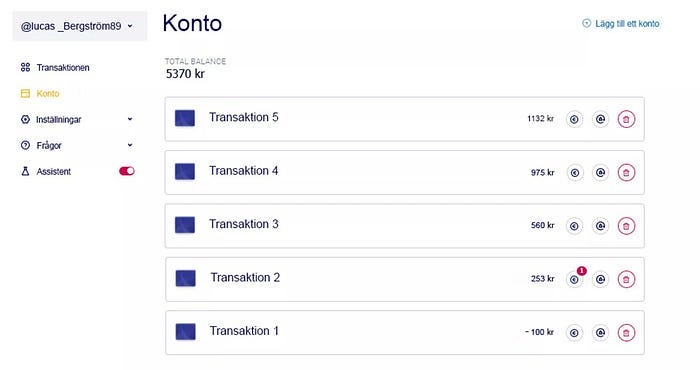 @lucas _Bergström89
Konto
Lägg till ett konto
Transaktionen
Konto
Inställningar
Frågor
Assistent
TOTAL BALANCE
5370 kr
Transaktion 5 1132 kr
Transaktion 4 975 kr
Transaktion 3 560 kr
Transaktion 2 253 kr 1
Transaktion 1 - 100 kr